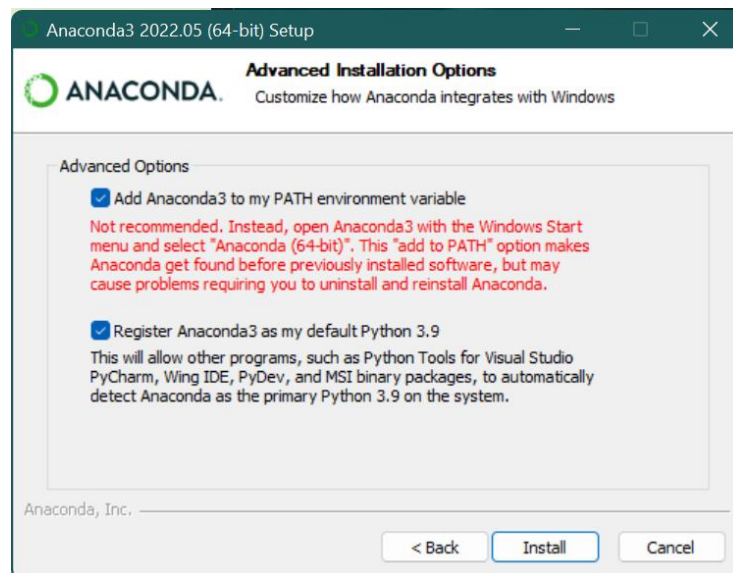 Anaconda3 2022.05 (64-bit) Setup
ANACONDA.
Advanced Installation Options
Customize how Anaconda integrates with Windows
Advanced Options
Add Anaconda3 to my PATH environment variable
Not recommended. Instead, open Anaconda3 with the Windows Start
menu and select "Anaconda (64-bit)". This "add to PATH" option makes
Anaconda get found before previously installed software, but may
cause problems requiring you to uninstall and reinstall Anaconda.
Register Anaconda3 as my default Python 3.9
This will allow other programs, such as Python Tools for Visual Studio
PyCharm, Wing IDE, PyDev, and MSI binary packages, to automatically
detect Anaconda as the primary Python 3.9 on the system.
Anaconda, Inc.
< Back
Install
Cancel